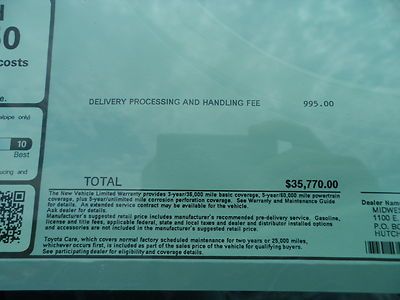 H
50
costs
e.
ailpipe only)
10
Best
ucing and
DELIVERY PROCESSING AND HANDLING FEE 995.00
TOTAL $35,770.00
The New Vehicle Limited Warranty provides 3-year/36,000 mile basic coverage, 5-year/60,000 mile powertrain
coverage, plus 5-year/unlimited mile corrosion perforation coverage. See Warranty and Maintenance Guide
for details. An extended service contract may be available for the vehicle.
Ask dealer for details.
Manufacturer's suggested retail price includes manufacturer's recommended pre-delivery service. Gasoline,
license and title fees, applicable federal, state and local taxes and dealer and distributor installed options
and accessories are not included in the manufacturer's suggested retail price.
Toyota Care, which covers normal factory scheduled maintenance for two years or 25,000 miles,
whichever occurs first, is included as part of the sales price of the vehicle for qualifying buyers.
See participating dealer for eligibility and coverage details.
Dealer Nam
MIDWES
1100 E.
P.O. BO
HUTCH